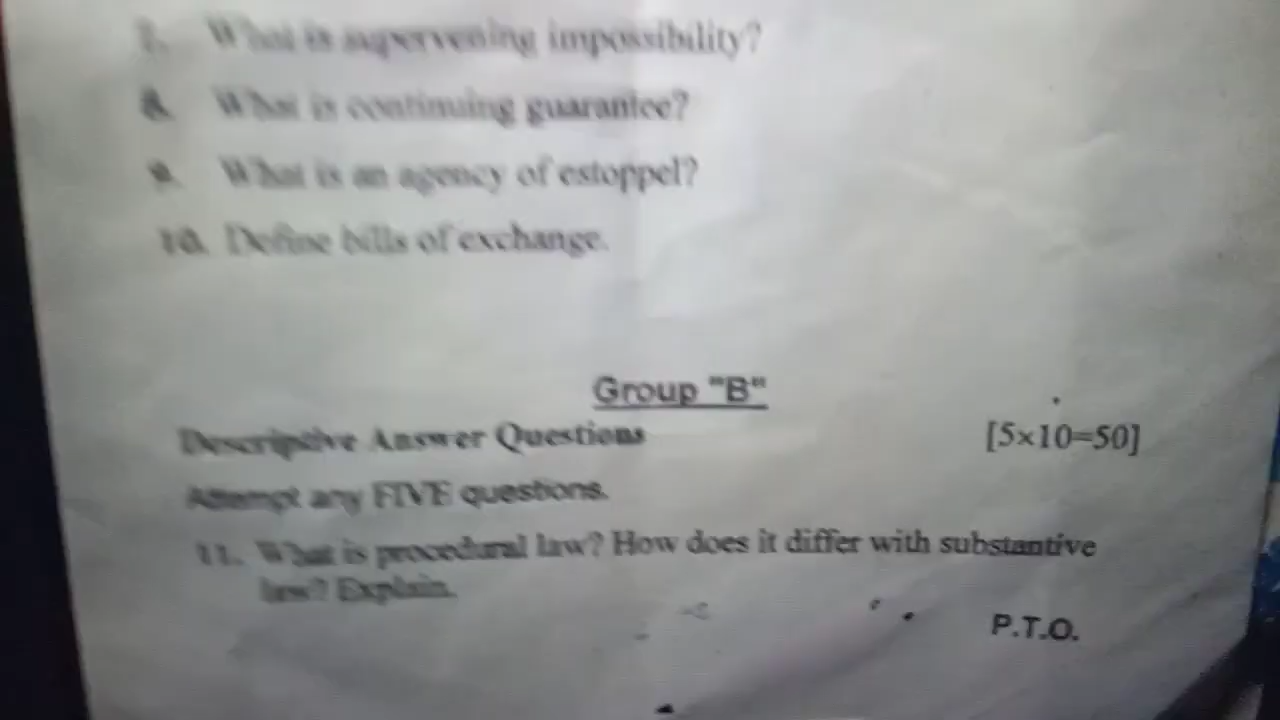 7. What is supervening impossibility?
8. What is continuing guarantee?
9. What is an agency of estoppel?
10. Define bills of exchange.
Group "B"
Descriptive Answer Questions [5×10=50]
Attempt any FIVE questions.
11. What is procedural law? How does it differ with substantive
law? Explain.
P.T.O.